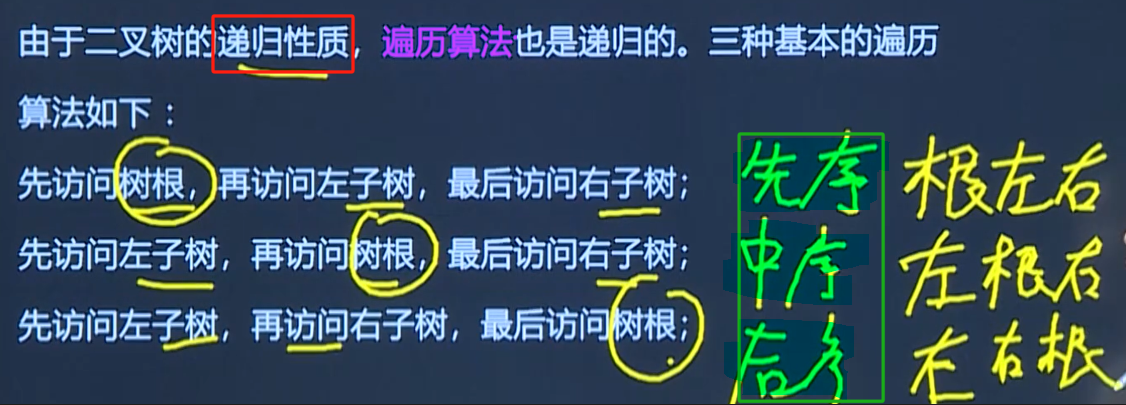 由于二叉树的递归性质，遍历算法也是递归的。三种基本的遍历
算法如下：
先访问树根，再访问左子树，最后访问右子树； 先序 根左右
先访问左子树，再访问树根，最后访问右子树； 中序 左根右
先访问左子树，再访问右子树，最后访问树根； 后序 左右根